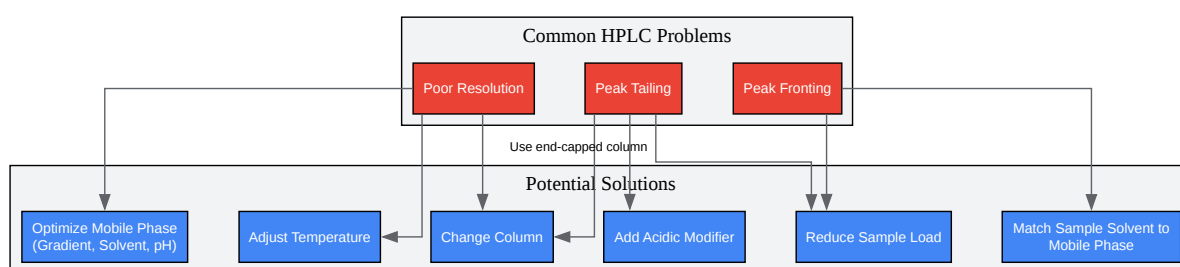 Common HPLC Problems
Poor Resolution
Peak Tailing
Peak Fronting
Use end-capped column
Potential Solutions
Optimize Mobile Phase
(Gradient, Solvent, pH)
Adjust Temperature
Change Column
Add Acidic Modifier
Reduce Sample Load
Match Sample Solvent to
Mobile Phase